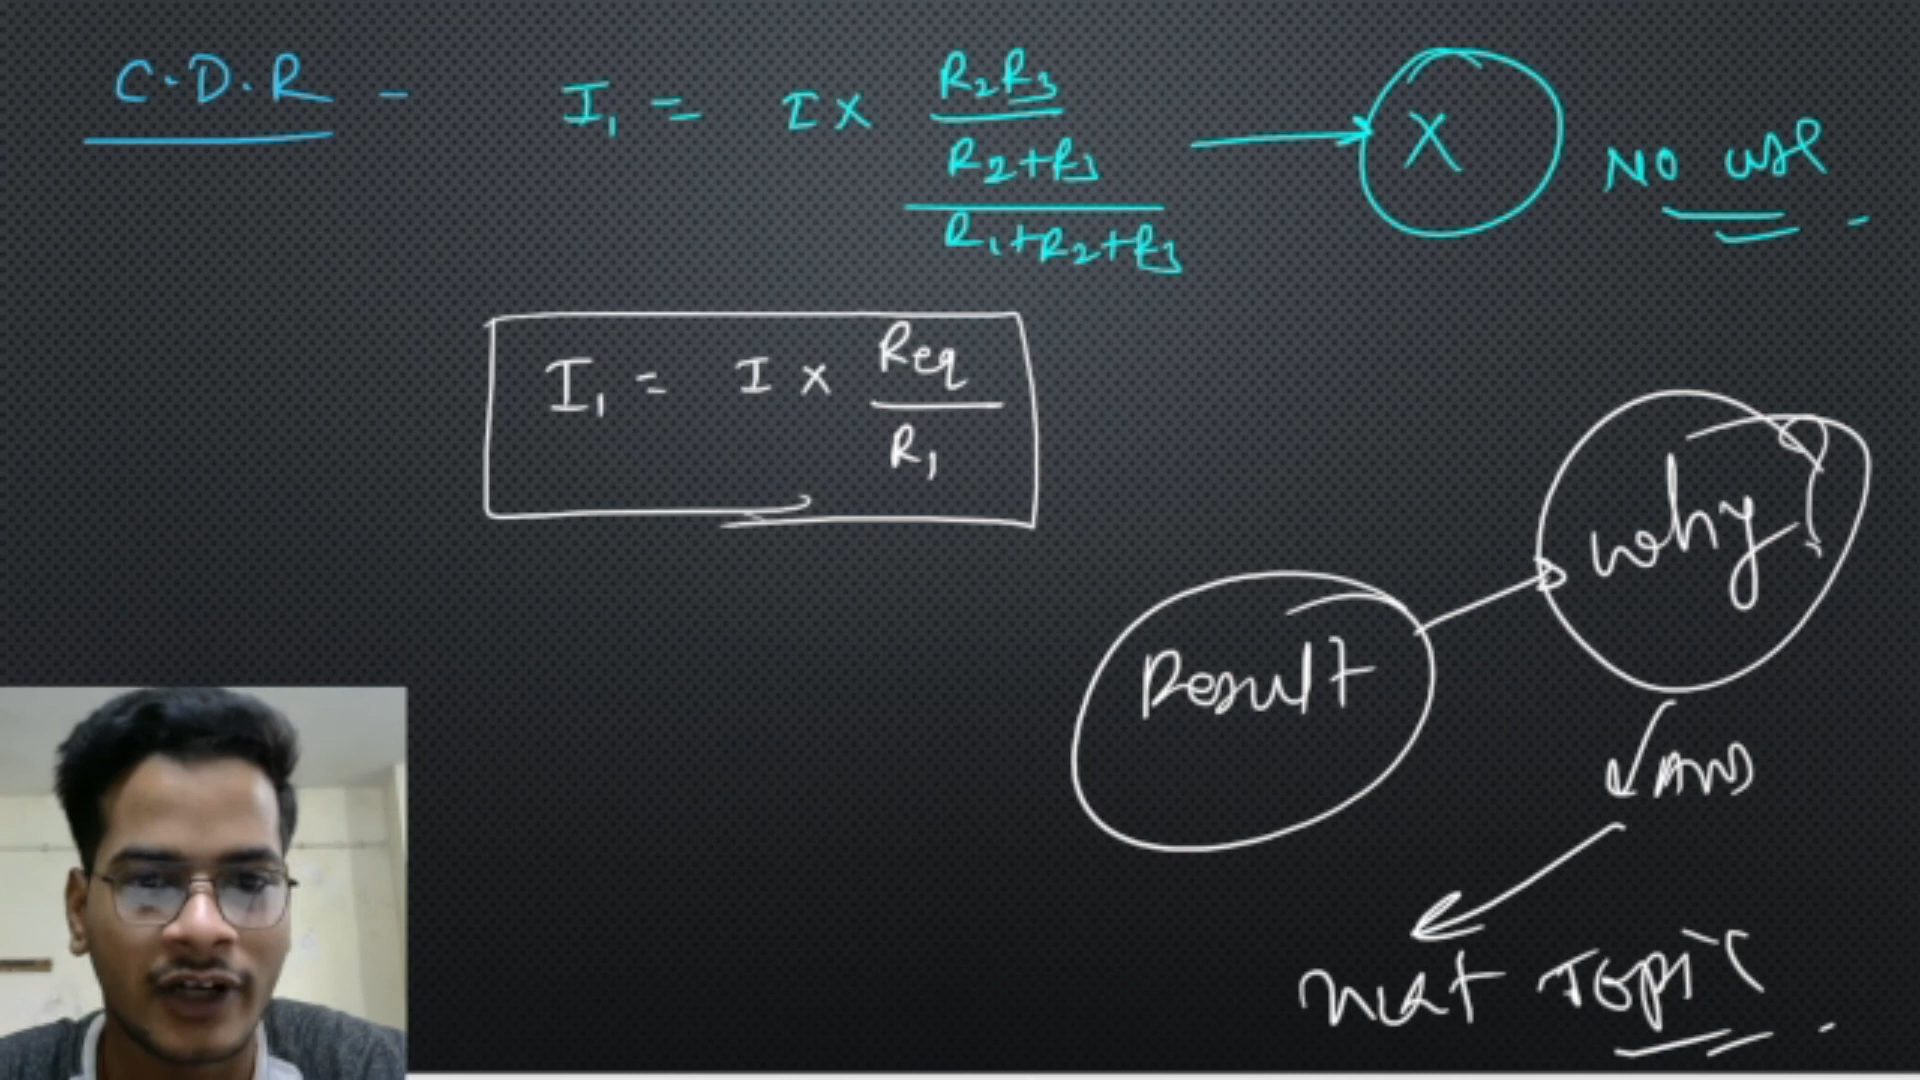 C.D.R - I₁ = I × (R₂R₃ / R₂+R₃) / (R₁+R₂+R₃) → X No use .
I₁ = I × Req / R₁
why?
Result
Ans
next Topic .